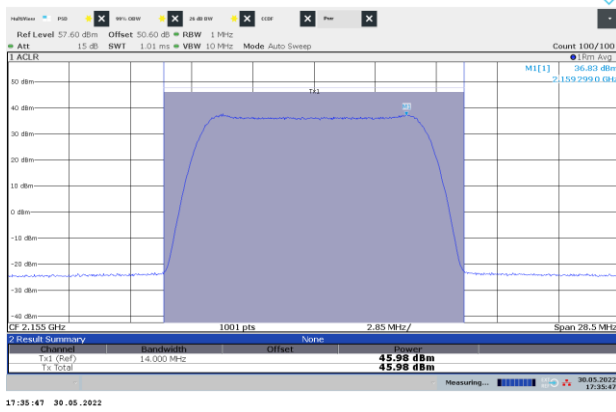 MultiView PSD X 99% OBW X 26 dB BW X CCDF X Pwr X
Ref Level 57.60 dBm Offset 50.60 dB RBW 1 MHz
Att 15 dB SWT 1.01 ms VBW 10 MHz Mode Auto Sweep Count 100/100
1 ACLR 1Rm Avg
M1[1] 36.83 dBm
2.1592990 GHz
Tx1
50 dBm
M1
40 dBm
30 dBm
20 dBm
10 dBm
0 dBm
-10 dBm
-20 dBm
-30 dBm
-40 dBm
CF 2.155 GHz 1001 pts 2.85 MHz/ Span 28.5 MHz
2 Result Summary None
Channel Bandwidth Offset Power
Tx1 (Ref) 14.000 MHz 45.98 dBm
Tx Total 45.98 dBm
Measuring... 30.05.2022
17:35:47
17:35:47 30.05.2022